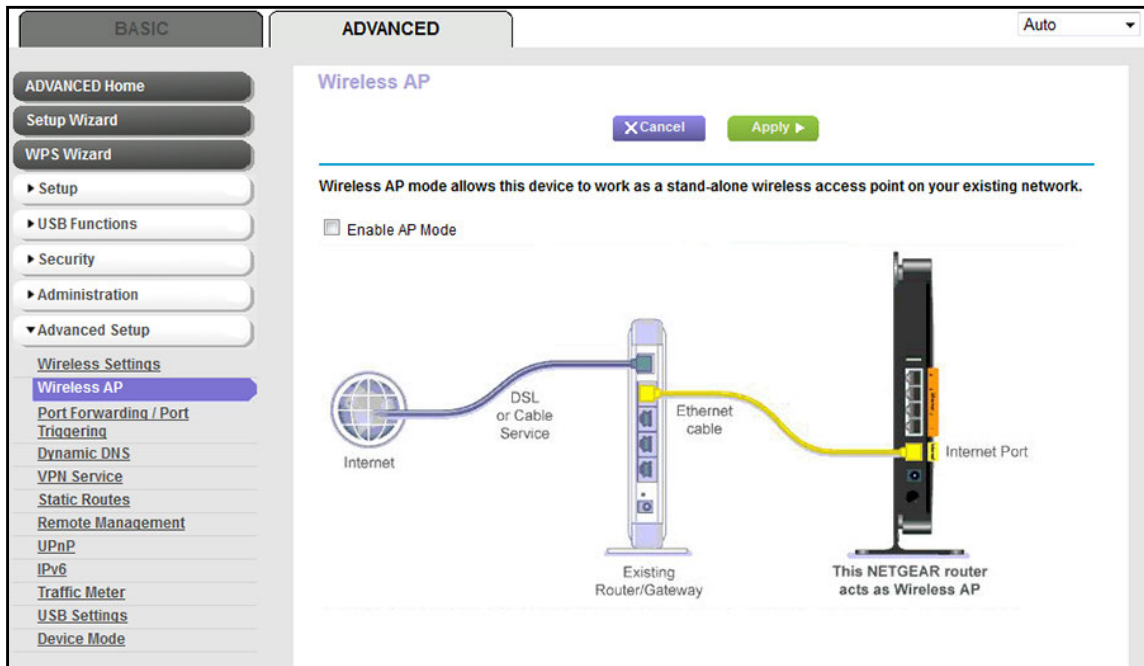 BASIC
ADVANCED
Auto
ADVANCED Home
Setup Wizard
WPS Wizard
Setup
USB Functions
Security
Administration
Advanced Setup
Wireless Settings
Wireless AP
Port Forwarding / Port
Triggering
Dynamic DNS
VPN Service
Static Routes
Remote Management
UPnP
IPv6
Traffic Meter
USB Settings
Device Mode
Wireless AP
X Cancel
Apply
Wireless AP mode allows this device to work as a stand-alone wireless access point on your existing network.
Enable AP Mode
Internet
DSL
or Cable
Service
Ethernet
cable
Internet Port
Existing
Router/Gateway
This NETGEAR router
acts as Wireless AP